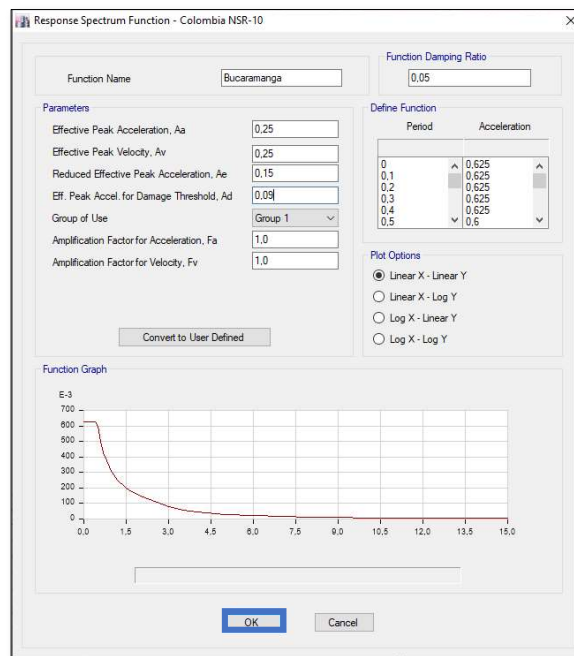 Response Spectrum Function - Colombia NSR-10
Function Name
Bucaramanga
Function Damping Ratio
0,05
Parameters
Effective Peak Acceleration, Aa
0,25
Effective Peak Velocity, Av
0,25
Reduced Effective Peak Acceleration, Ae
0,15
Eff. Peak Accel. for Damage Threshold, Ad
0,09
Group of Use
Group 1
Amplification Factor for Acceleration, Fa
1,0
Amplification Factor for Velocity, Fv
1,0
Convert to User Defined
Define Function
Period Acceleration
0 0,625
0,1 0,625
0,2 0,625
0,3 0,625
0,4 0,625
0,5 0,6
Plot Options
Linear X - Linear Y
Linear X - Log Y
Log X - Linear Y
Log X - Log Y
Function Graph
E-3
700
600
500
400
300
200
100
0
0,0 1,5 3,0 4,5 6,0 7,5 9,0 10,5 12,0 13,5 15,0
OK Cancel